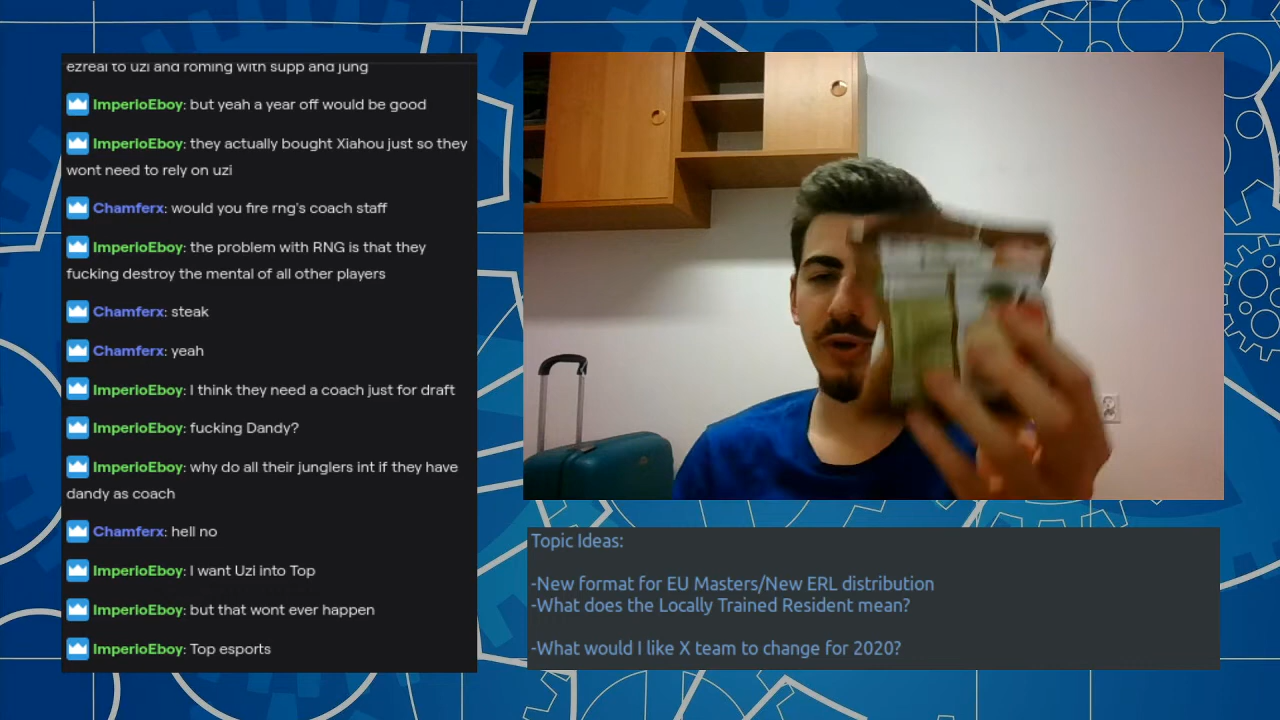 ezreal to uzi and roming with supp and jung
ImperioEboy: but yeah a year off would be good
ImperioEboy: they actually bought Xiahou just so they
wont need to rely on uzi
Chamferx: would you fire rng's coach staff
ImperioEboy: the problem with RNG is that they
fucking destroy the mental of all other players
Chamferx: steak
Chamferx: yeah
ImperioEboy: I think they need a coach just for draft
ImperioEboy: fucking Dandy?
ImperioEboy: why do all their junglers int if they have
dandy as coach
Chamferx: hell no
ImperioEboy: I want Uzi into Top
ImperioEboy: but that wont ever happen
ImperioEboy: Top esports
Topic Ideas:
-New format for EU Masters/New ERL distribution
-What does the Locally Trained Resident mean?
-What would I like X team to change for 2020?